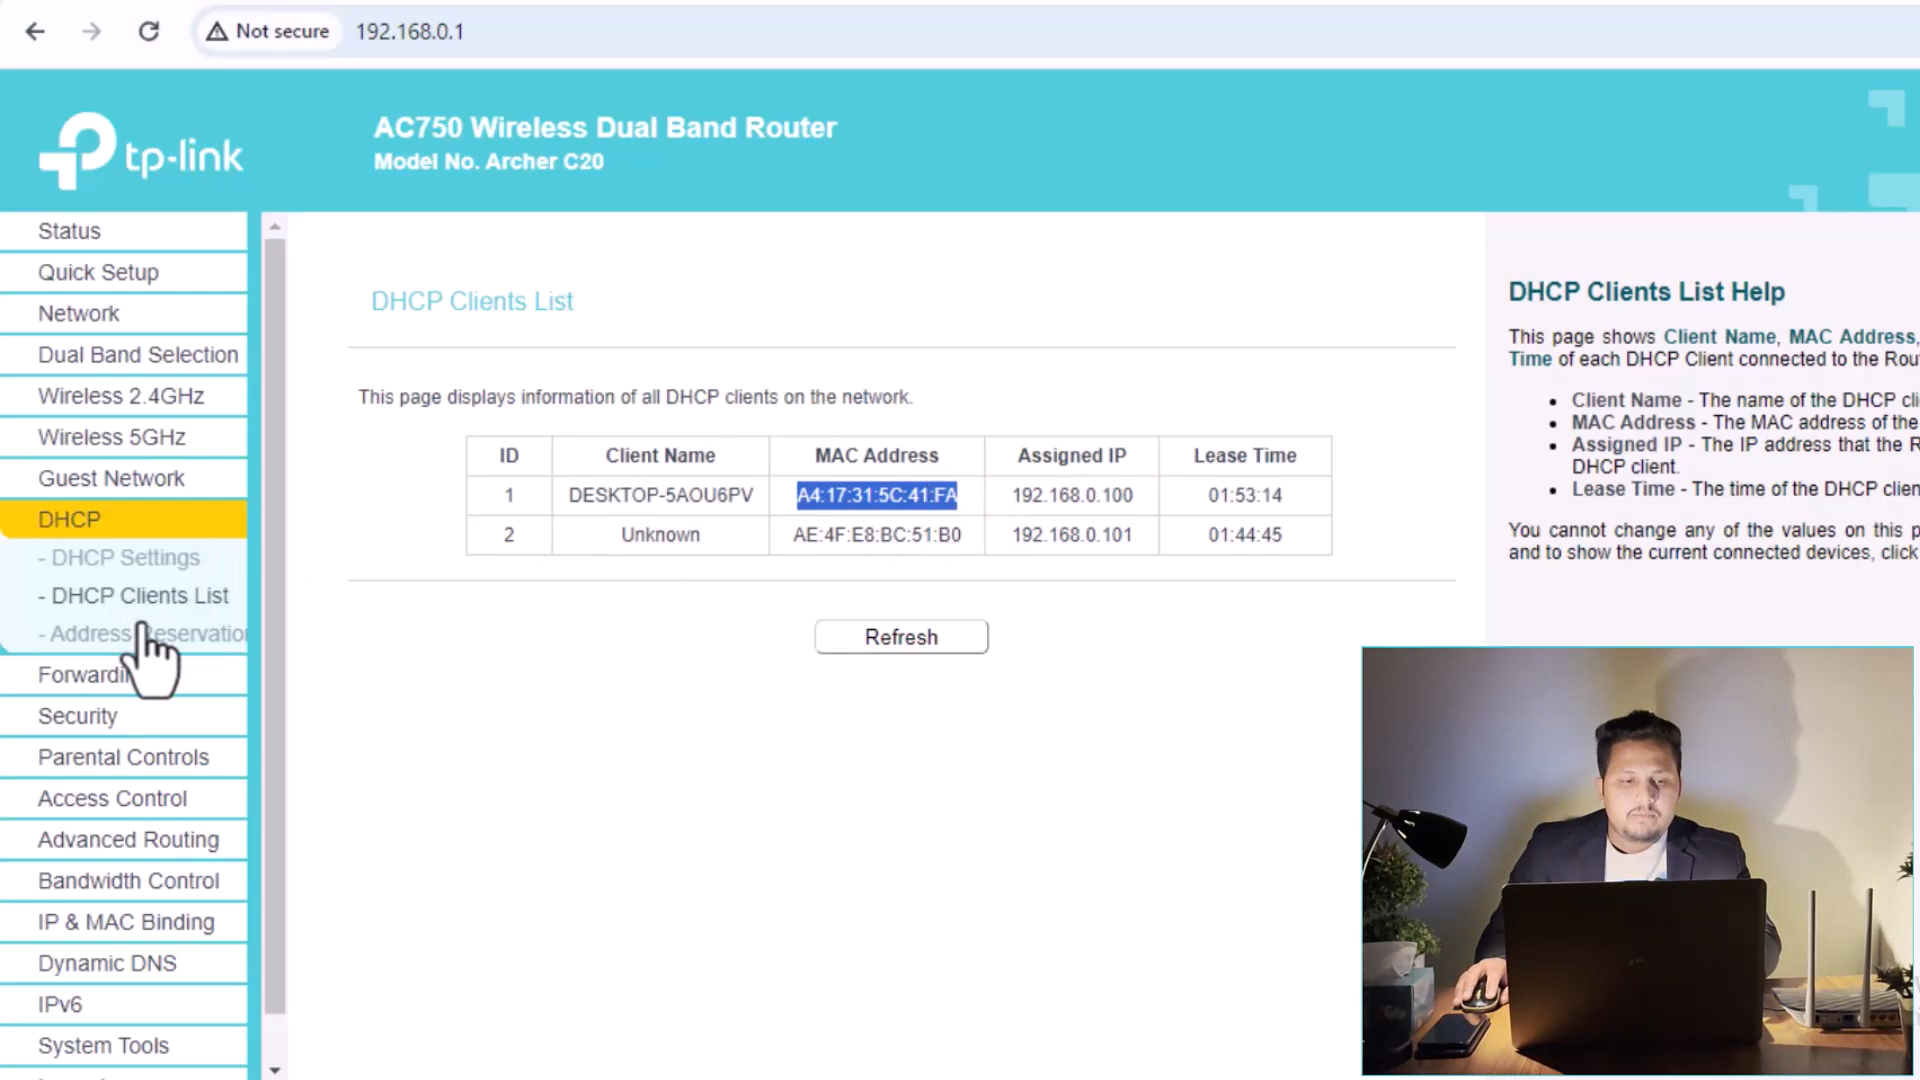 Not secure 192.168.0.1
tp-link
AC750 Wireless Dual Band Router
Model No. Archer C20
Status
Quick Setup
Network
Dual Band Selection
Wireless 2.4GHz
Wireless 5GHz
Guest Network
DHCP
- DHCP Settings
- DHCP Clients List
- Address
Security
Parental Controls
Access Control
Advanced Routing
Bandwidth Control
IP & MAC Binding
Dynamic DNS
IPv6
System Tools
DHCP Clients List
This page displays information of all DHCP clients on the network.
ID Client Name MAC Address Assigned IP Lease Time
1 DESKTOP-5AOU6PV A4:17:31:5C:41:FA 192.168.0.100 01:53:14
2 Unknown AE:4F:E8:BC:51:B0 192.168.0.101 01:44:45
Refresh
DHCP Clients List Help
This page shows Client Name, MAC Address,
Time of each DHCP Client connected to the Rou
• Client Name - The name of the DHCP cli
• MAC Address - The MAC address of the
• Assigned IP - The IP address that the R
DHCP client.
• Lease Time - The time of the DHCP clien
You cannot change any of the values on this p
and to show the current connected devices, click